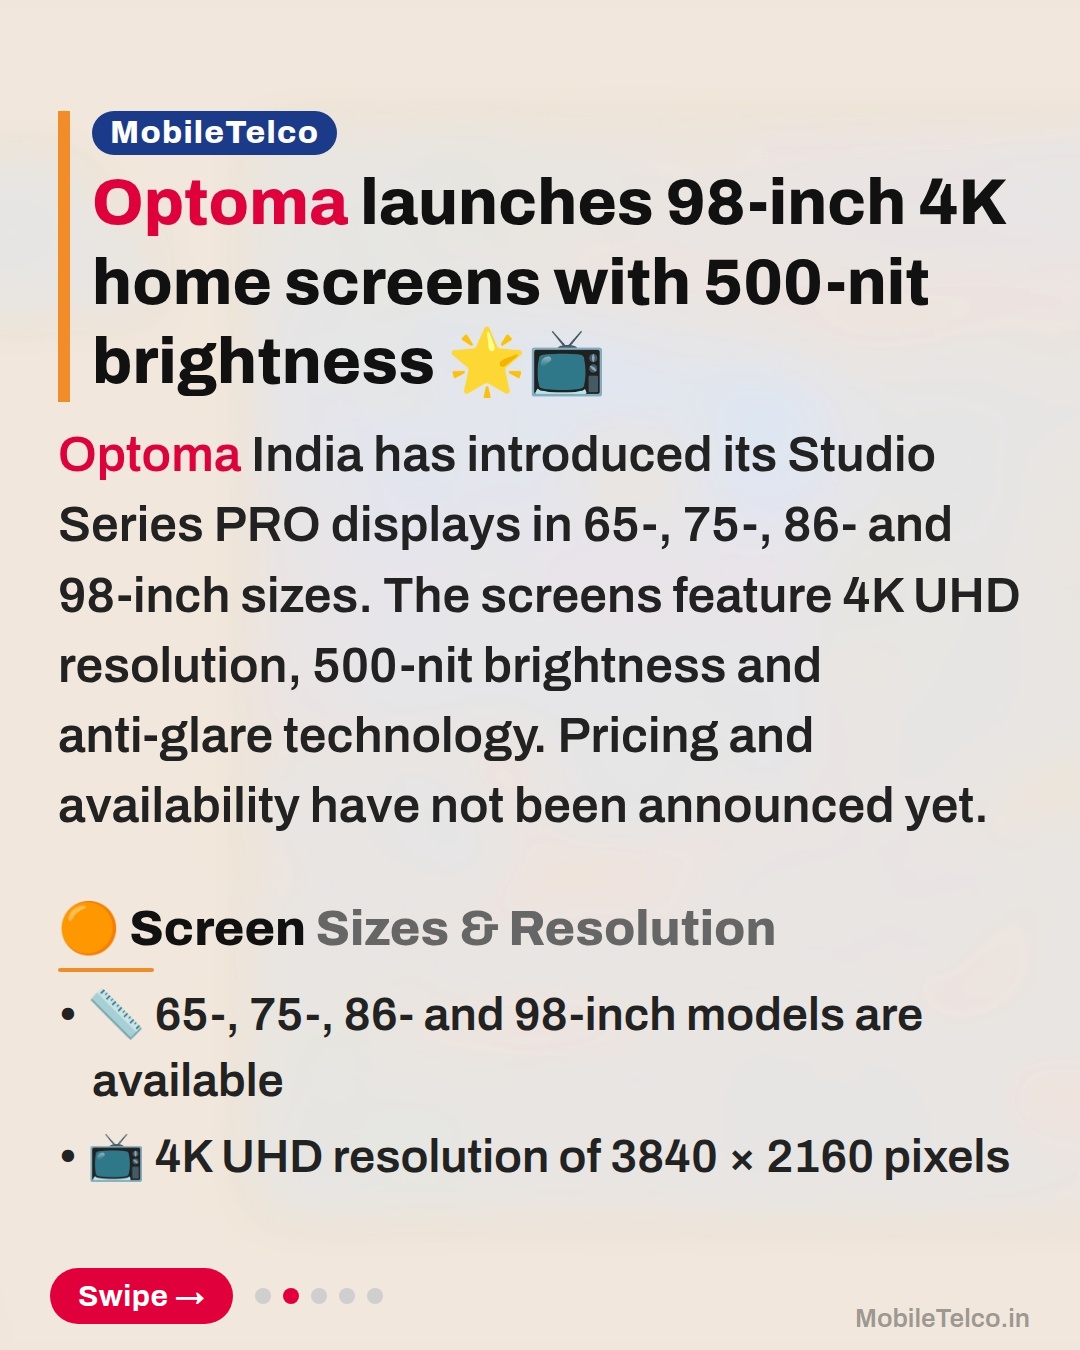 MobileTelco
Optoma launches 98-inch 4K
home screens with 500-nit
brightness 🌟📺
Optoma India has introduced its Studio
Series PRO displays in 65-, 75-, 86- and
98-inch sizes. The screens feature 4K UHD
resolution, 500-nit brightness and
anti-glare technology. Pricing and
availability have not been announced yet.
🟠 Screen Sizes & Resolution
• 📏 65-, 75-, 86- and 98-inch models are
available
• 📺 4K UHD resolution of 3840 × 2160 pixels
Swipe →
MobileTelco.in